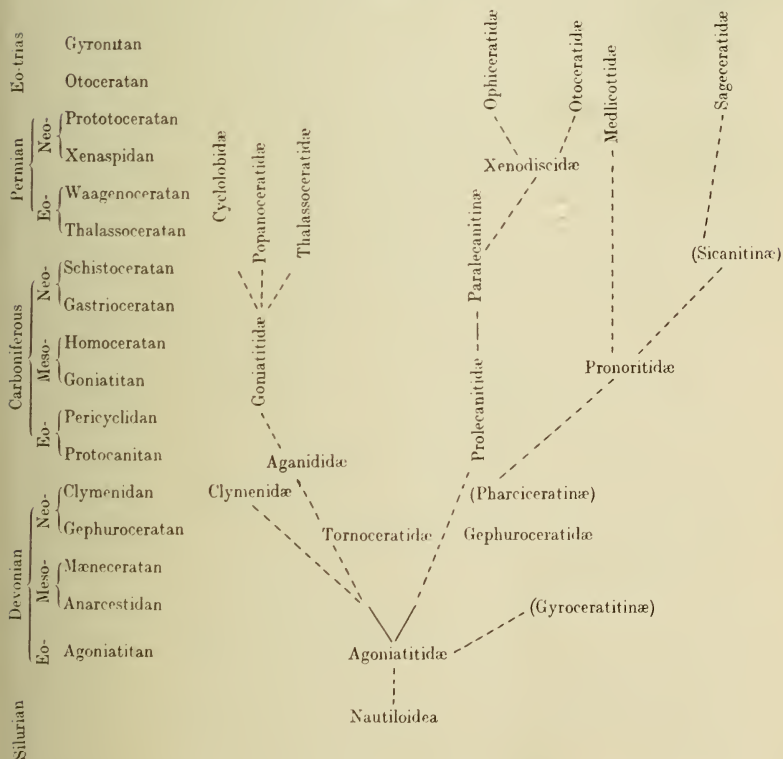 Eo-trias
Gyronitan
Otoceratan
Permian
Neo-
Prototoceratan
Xenaspidan
Eo-
Waagenoceratan
Thalassoceratan
Carboniferous
Neo-
Schistoceratan
Gastrioceratan
Meso-
Homoceratan
Goniatitan
Eo-
Pericyclidan
Protocanitan
Devonian
Neo-
Clymenidan
Gephuroceratan
Meso-
Mæneceratan
Anarcestidan
Eo-
Agoniatitan
Silurian
Cyclolobidæ
Popanoceratidæ
Thalassoceratidæ
Goniatitidæ
Aganididæ
Clymenidæ
Tornoceratidæ
Ophiceratidæ
Otoceratidæ
Medlicottidæ
Sageceratidæ
Xenodiscidæ
Paralecanitinæ
(Sicanitinæ)
Pronoritidæ
Prolecanitidæ
(Pharciceratinæ)
Gephuroceratidæ
(Gyroceratitinæ)
Agoniatitidæ
Nautiloidea